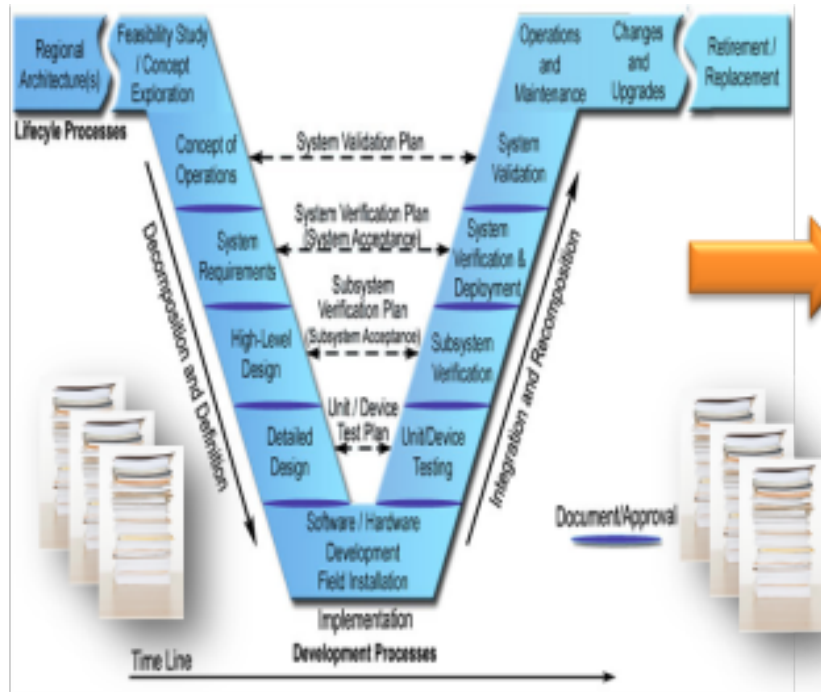 Regional
Architecture(s)
Feasibility Study
/ Concept
Exploration
Operations
and
Maintenance
Changes
and
Upgrades
Retirement /
Replacement
Lifecyle Processes
Concept of
Operations
System Validation Plan
System
Validation
Decomposition and Definition
System
Requirements
System Verification Plan
(System Acceptance)
System
Verification &
Deployment
High-Level
Design
Subsystem
Verification Plan
(Subsystem Acceptance)
Subsystem
Verification
Integration and Recomposition
Detailed
Design
Unit / Device
Test Plan
Unit/Device
Testing
Software / Hardware
Development
Field Installation
Document/Approval
Implementation
Development Processes
Time Line